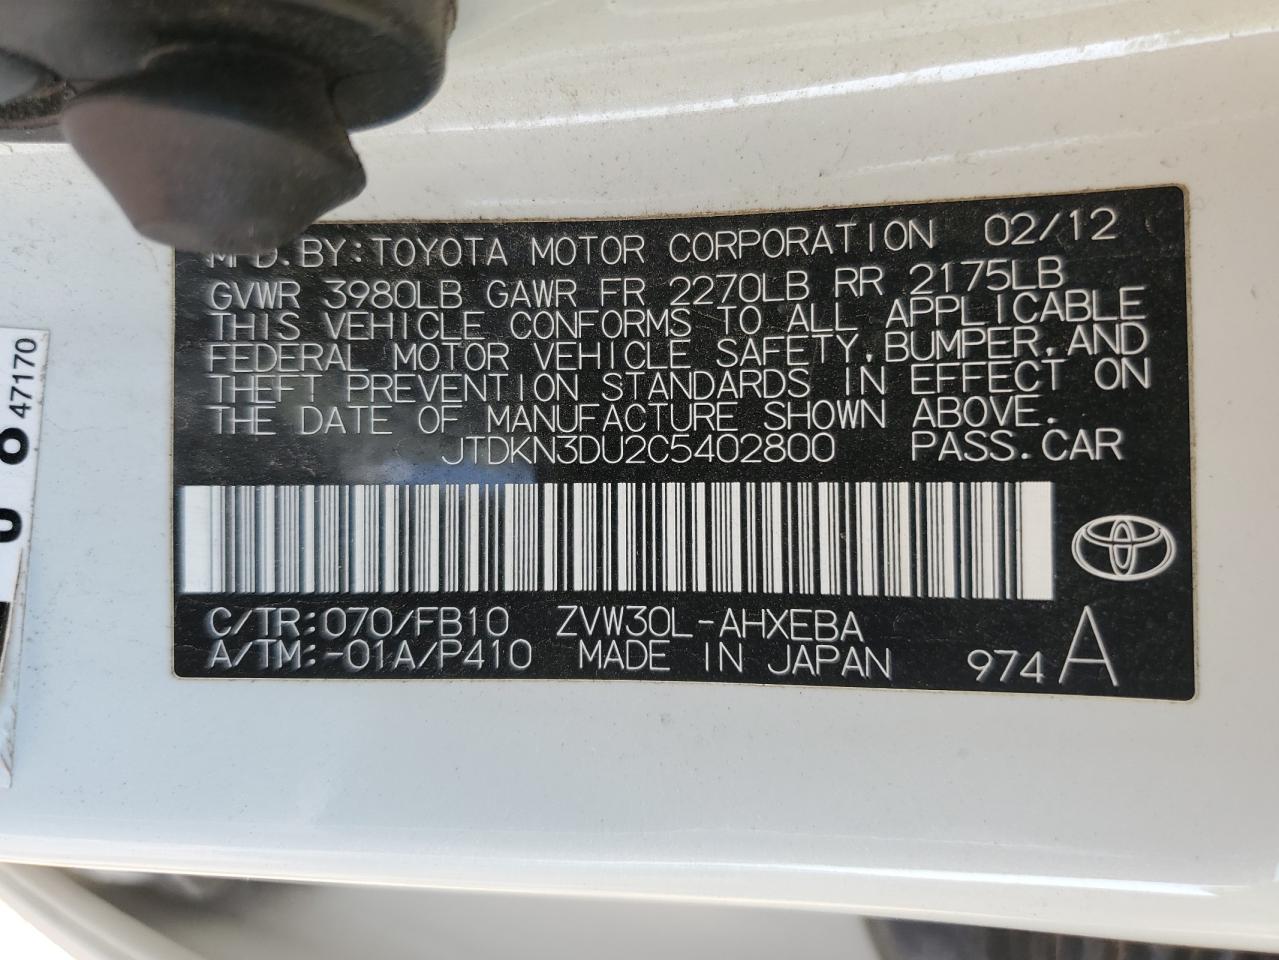 MFD.BY:TOYOTA MOTOR CORPORATION 02/12
GVWR 3980LB GAWR FR 2270LB RR 2175LB
THIS VEHICLE CONFORMS TO ALL APPLICABLE
FEDERAL MOTOR VEHICLE SAFETY,BUMPER,AND
THEFT PREVENTION STANDARDS IN EFFECT ON
THE DATE OF MANUFACTURE SHOWN ABOVE.
JTDKN3DU2C5402800 PASS.CAR
C/TR:070/FB10 ZVW30L-AHXEBA
A/TM:-01A/P410 MADE IN JAPAN 974 A
47170